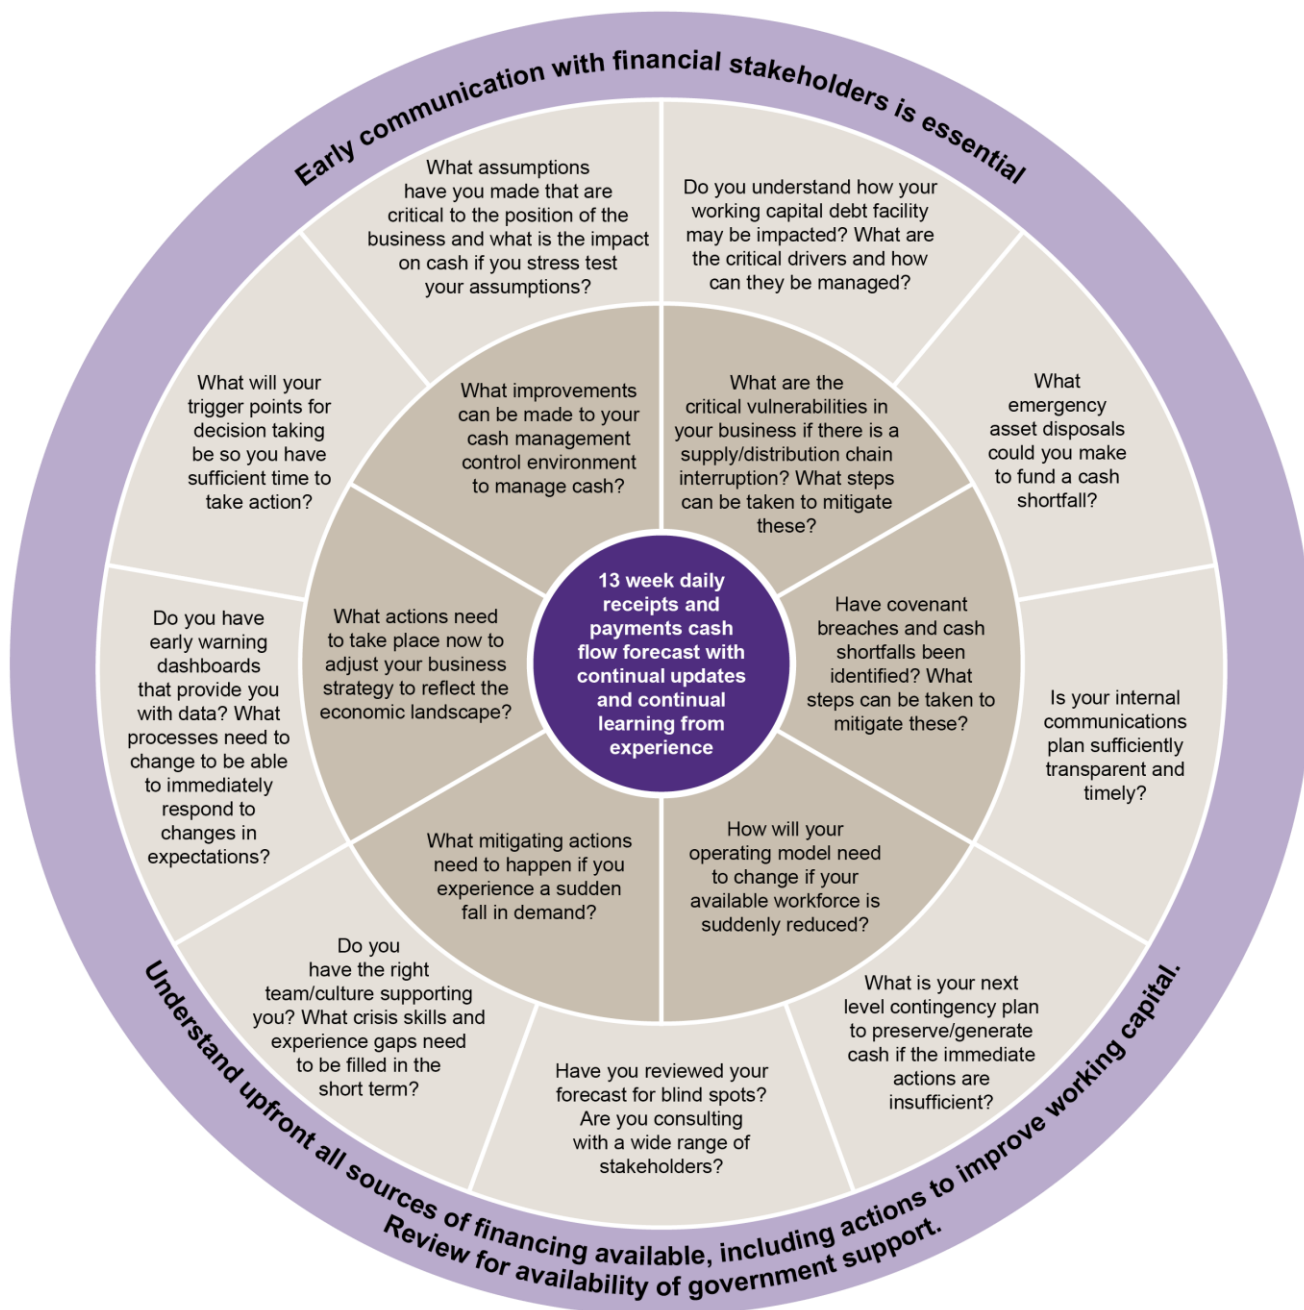 Early communication with financial stakeholders is essential
What assumptions
have you made that are
critical to the position of the
business and what is the impact
on cash if you stress test
your assumptions?
Do you understand how your
working capital debt facility
may be impacted? What are
the critical drivers and how
can they be managed?
What
emergency
asset disposals
could you make
to fund a cash
shortfall?
Is your internal
communications
plan sufficiently
transparent and
timely?
What is your next
level contingency plan
to preserve/generate
cash if the immediate
actions are
insufficient?
Have you reviewed your
forecast for blind spots?
Are you consulting
with a wide range of
stakeholders?
Do you
have the right
team/culture supporting
you? What crisis skills and
experience gaps need
to be filled in the
short term?
Do you have
early warning
dashboards
that provide you
with data? What
processes need to
change to be able
to immediately
respond to
changes in
expectations?
What will your
trigger points for
decision taking
be so you have
sufficient time to
take action?
What improvements
can be made to your
cash management
control environment
to manage cash?
What are the
critical vulnerabilities in
your business if there is a
supply/distribution chain
interruption? What steps
can be taken to mitigate
these?
Have covenant
breaches and cash
shortfalls been
identified? What
steps can be taken to
mitigate these?
How will your
operating model need
to change if your
available workforce is
suddenly reduced?
What mitigating actions
need to happen if you
experience a sudden
fall in demand?
What actions need
to take place now to
adjust your business
strategy to reflect the
economic landscape?
13 week daily
receipts and
payments cash
flow forecast with
continual updates
and continual
learning from
experience
Understand upfront all sources of financing available, including actions to improve working capital.
Review for availability of government support.